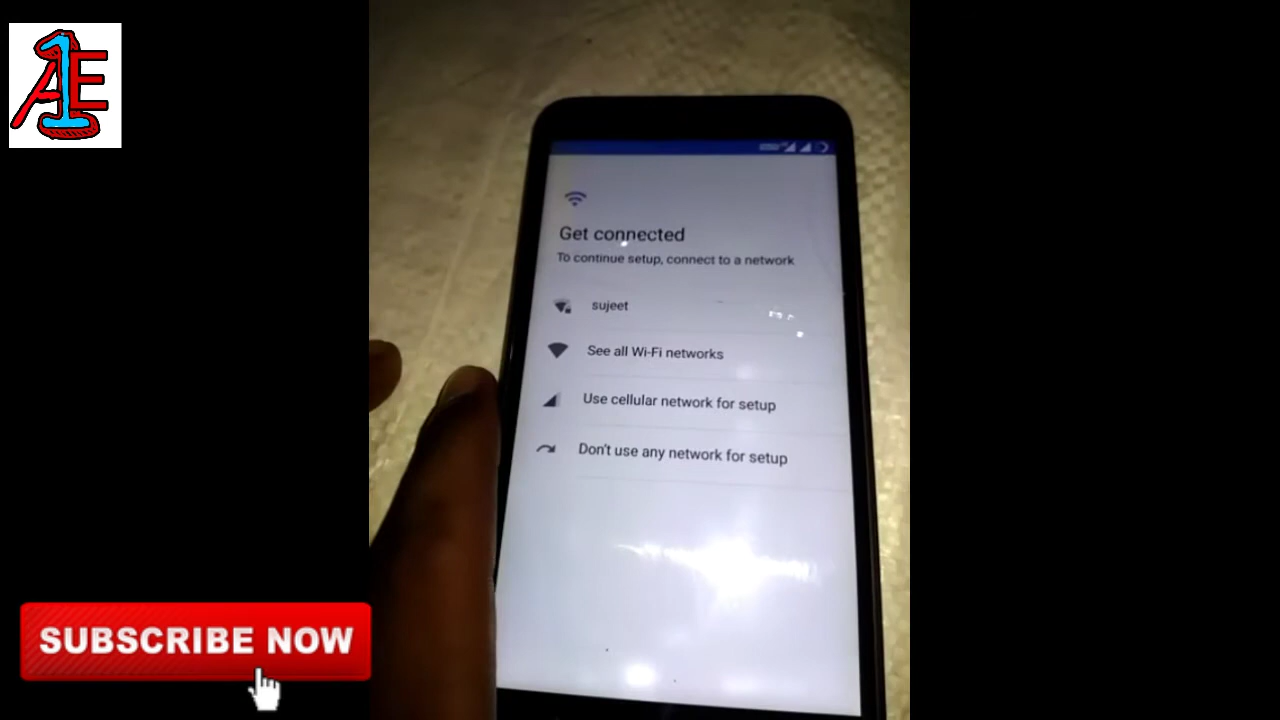 A1E
Get connected
To continue setup, connect to a network
sujeet
See all Wi-Fi networks
Use cellular network for setup
Don't use any network for setup
SUBSCRIBE NOW